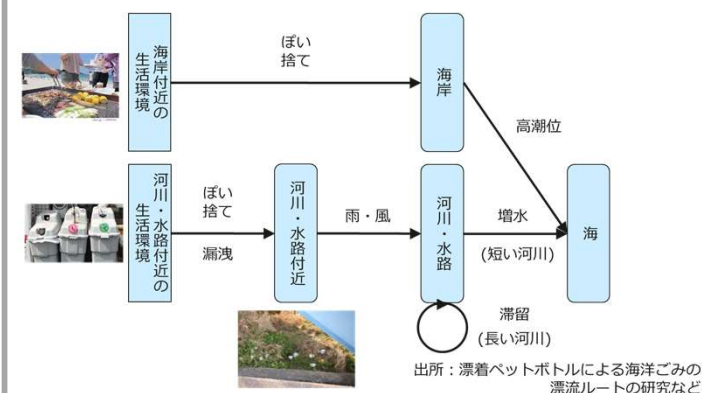 海岸付近の
生活環境
ぽい
捨て
海岸
高潮位
河川・水路付近の
生活環境
ぽい
捨て
漏洩
河川・水路付近
雨・風
河川・水路
増水
(短い河川)
海
滞留
(長い河川)
出所：漂着ペットボトルによる海洋ごみの
漂流ルートの研究など